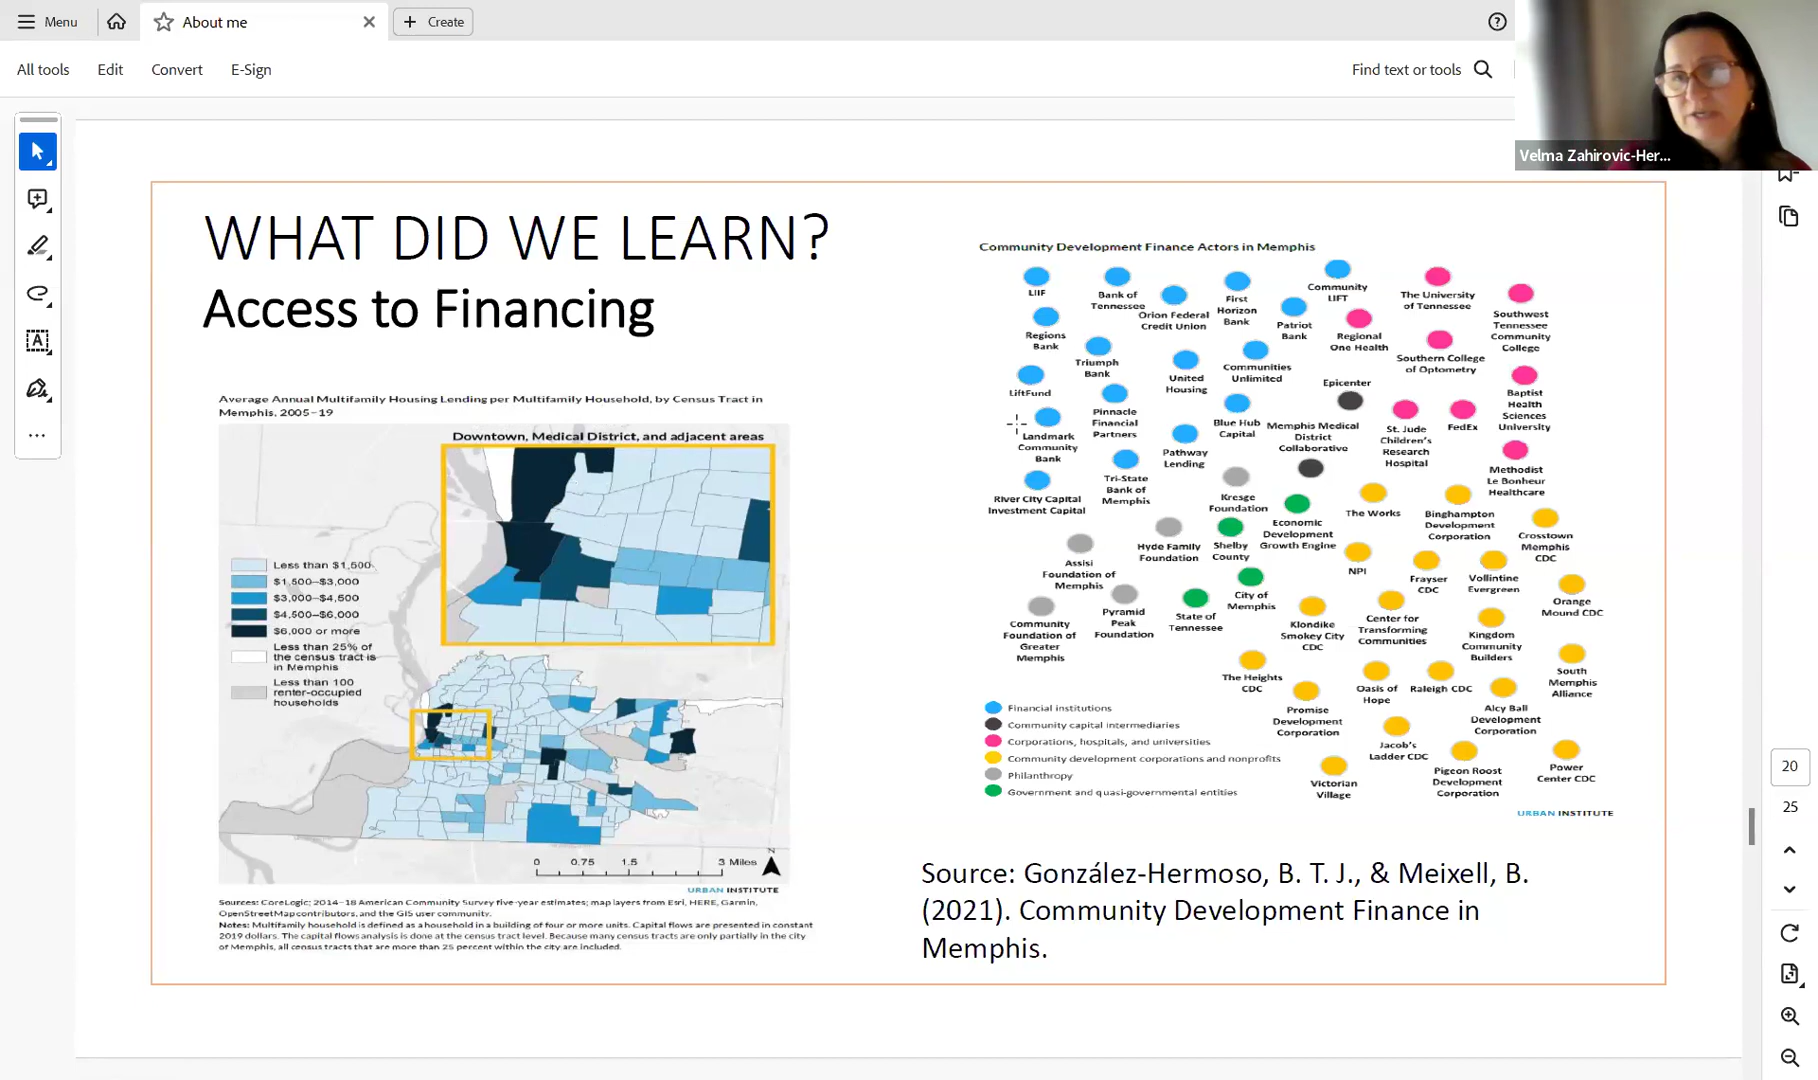 Menu
About me
Create
All tools
Edit
Convert
E-Sign
Find text or tools
Velma Zahirovic-Her...
WHAT DID WE LEARN?
Access to Financing
Average Annual Multifamily Housing Lending per Multifamily Household, by Census Tract in
Memphis, 2005–19
Downtown, Medical District, and adjacent areas
Less than $1,500
$1,500–$3,000
$3,000–$4,500
$4,500–$6,000
$6,000 or more
Less than 25% of
the census tract is
in Memphis
Less than 100
renter-occupied
households
0 0.75 1.5 3 Miles
N
URBAN INSTITUTE
Sources: CoreLogic; 2014–18 American Community Survey five-year estimates; map layers from Esri, HERE, Garmin,
OpenStreetMap contributors, and the GIS user community.
Notes: Multifamily household is defined as a household in a building of four or more units. Capital flows are presented in constant
2019 dollars. The capital flows analysis is done at the census tract level. Because many census tracts are only partially in the city
of Memphis, all census tracts that are more than 25 percent within the city are included.
Community Development Finance Actors in Memphis
LIIF
Bank of
Tennessee
Orion Federal
Credit Union
First
Horizon
Bank
Community
LIFT
Patriot
Bank
The University
of Tennessee
Southwest
Tennessee
Community
College
Regions
Bank
Triumph
Bank
United
Housing
Communities
Unlimited
Regional
One Health
Southern College
of Optometry
LiftFund
Pinnacle
Financial
Partners
Blue Hub
Capital
Epicenter
Memphis Medical
District
Collaborative
St. Jude
Children's
Research
Hospital
FedEx
Baptist
Health
Sciences
University
Landmark
Community
Bank
Pathway
Lending
Methodist
Le Bonheur
Healthcare
River City Capital
Investment Capital
Tri-State
Bank of
Memphis
Kresge
Foundation
Economic
Development
Growth Engine
The Works
Binghampton
Development
Corporation
Crosstown
Memphis
CDC
Assisi
Foundation of
Memphis
Hyde Family
Foundation
Shelby
County
NPI
Frayser
CDC
Vollintine
Evergreen
Orange
Mound CDC
Community
Foundation of
Greater
Memphis
Pyramid
Peak
Foundation
State of
Tennessee
City of
Memphis
Klondike
Smokey City
CDC
Center for
Transforming
Communities
Kingdom
Community
Builders
South
Memphis
Alliance
The Heights
CDC
Promise
Development
Corporation
Oasis of
Hope
Raleigh CDC
Alcy Ball
Development
Corporation
Jacob's
Ladder CDC
Victorian
Village
Pigeon Roost
Development
Corporation
Power
Center CDC
Financial institutions
Community capital intermediaries
Corporations, hospitals, and universities
Community development corporations and nonprofits
Philanthropy
Government and quasi-governmental entities
URBAN INSTITUTE
Source: González-Hermoso, B. T. J., & Meixell, B.
(2021). Community Development Finance in
Memphis.
20
25